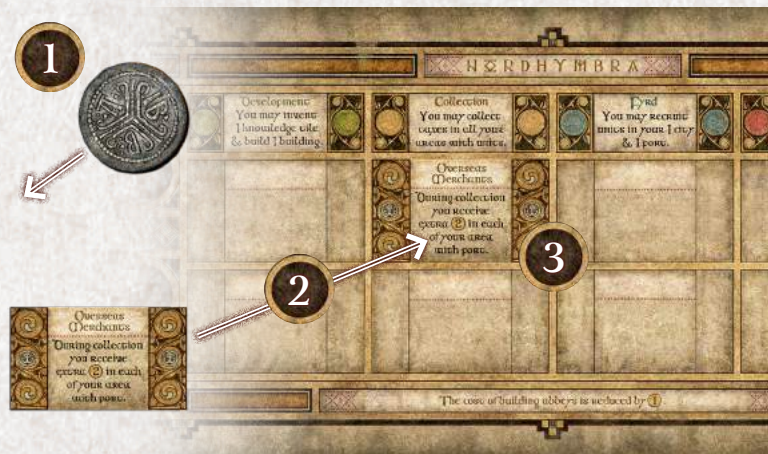 1
NORDHYMBRA
Development
You may invent
1 knowledge tile
& build 1 building.
Collection
You may collect
taxes in all your
areas with units.
Fyrd
You may recruit
units in your 1 city
& 1 port.
Overseas
Merchants
During collection
you receive
extra 2 in each
of your area
with port.
3
2
Overseas
Merchants
During collection
you receive
extra 2 in each
of your area
with port.
The cost of building abbeys is reduced by 1